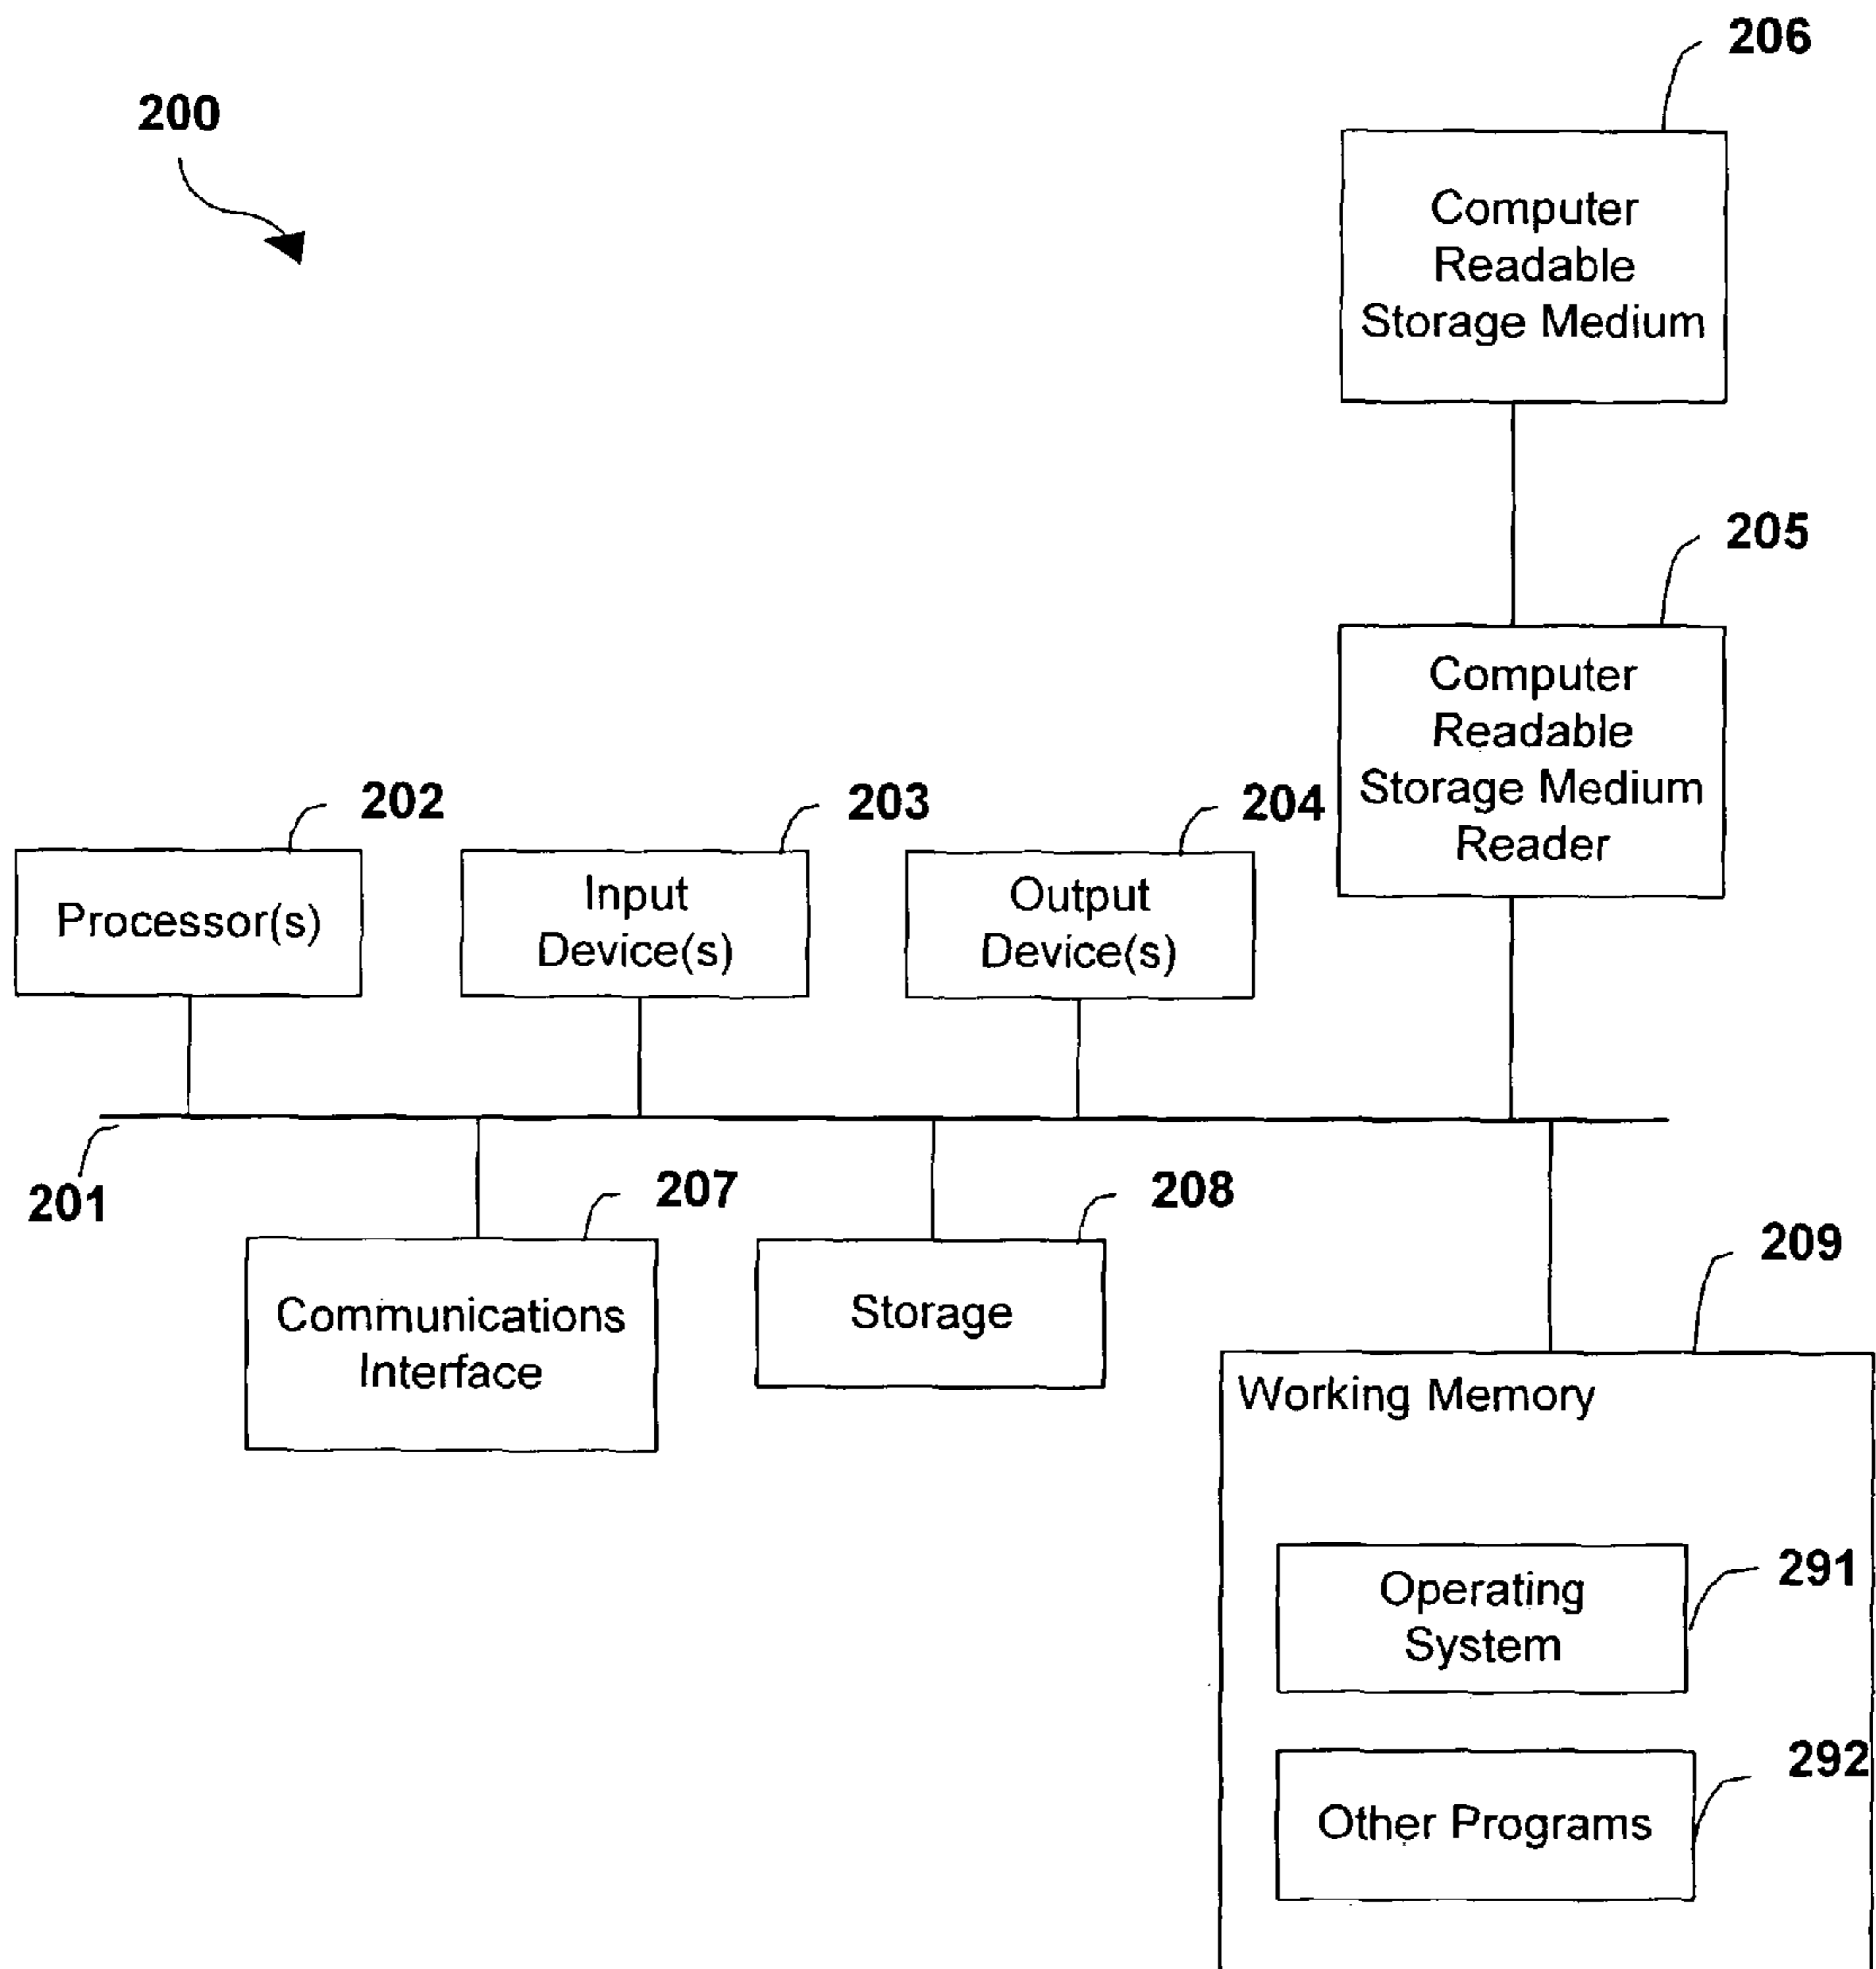 206
200
Computer
Readable
Storage Medium
205
Computer
Readable
Storage Medium
Reader
202
203
204
Processor(s)
Input
Device(s)
Output
Device(s)
201
207
208
209
Communications
Interface
Storage
Working Memory
Operating
System
291
Other Programs
292